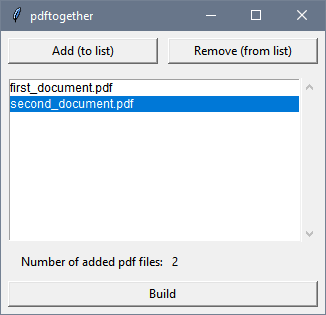 pdftogether
Add (to list) Remove (from list)
first_document.pdf
second_document.pdf
Number of added pdf files: 2
Build